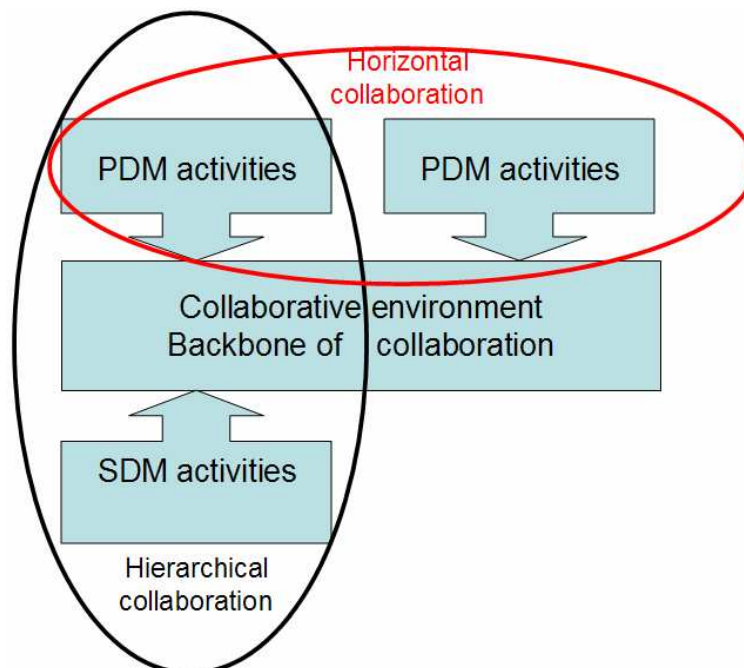 Horizontal
collaboration
PDM activities
PDM activities
Collaborative environment
Backbone of collaboration
SDM activities
Hierarchical
collaboration